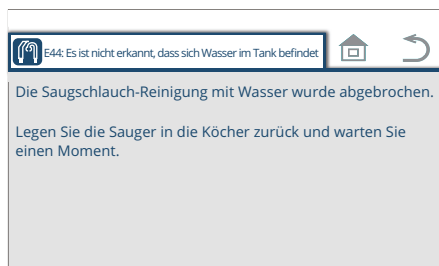 E44: Es ist nicht erkannt, dass sich Wasser im Tank befindet
Die Saugschlauch-Reinigung mit Wasser wurde abgebrochen.
Legen Sie die Sauger in die Köcher zurück und warten Sie
einen Moment.